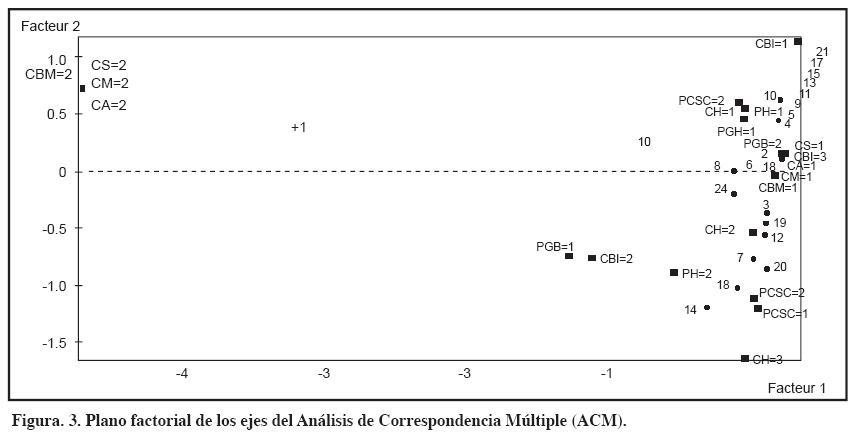 Facteur 2
CBI=1
1.0
21
CS=2
17
CBM=2
15
CM=2
13
10
11
PCSC=2
CA=2
9
0.5
CH=1
PH=1
5
4
+1
PGH=1
10
PGB=2
CS=1
2
CBI=3
8
6
18
CA=1
0
CM=1
24
CBM=1
3
-0.5
19
CH=2
12
PGB=1
CBI=2
7
20
PH=2
-1.0
18
PCSC=2
14
PCSC=1
-1.5
CH=3
-4
-3
-3
-1
Facteur 1
Figura. 3. Plano factorial de los ejes del Análisis de Correspondencia Múltiple (ACM).